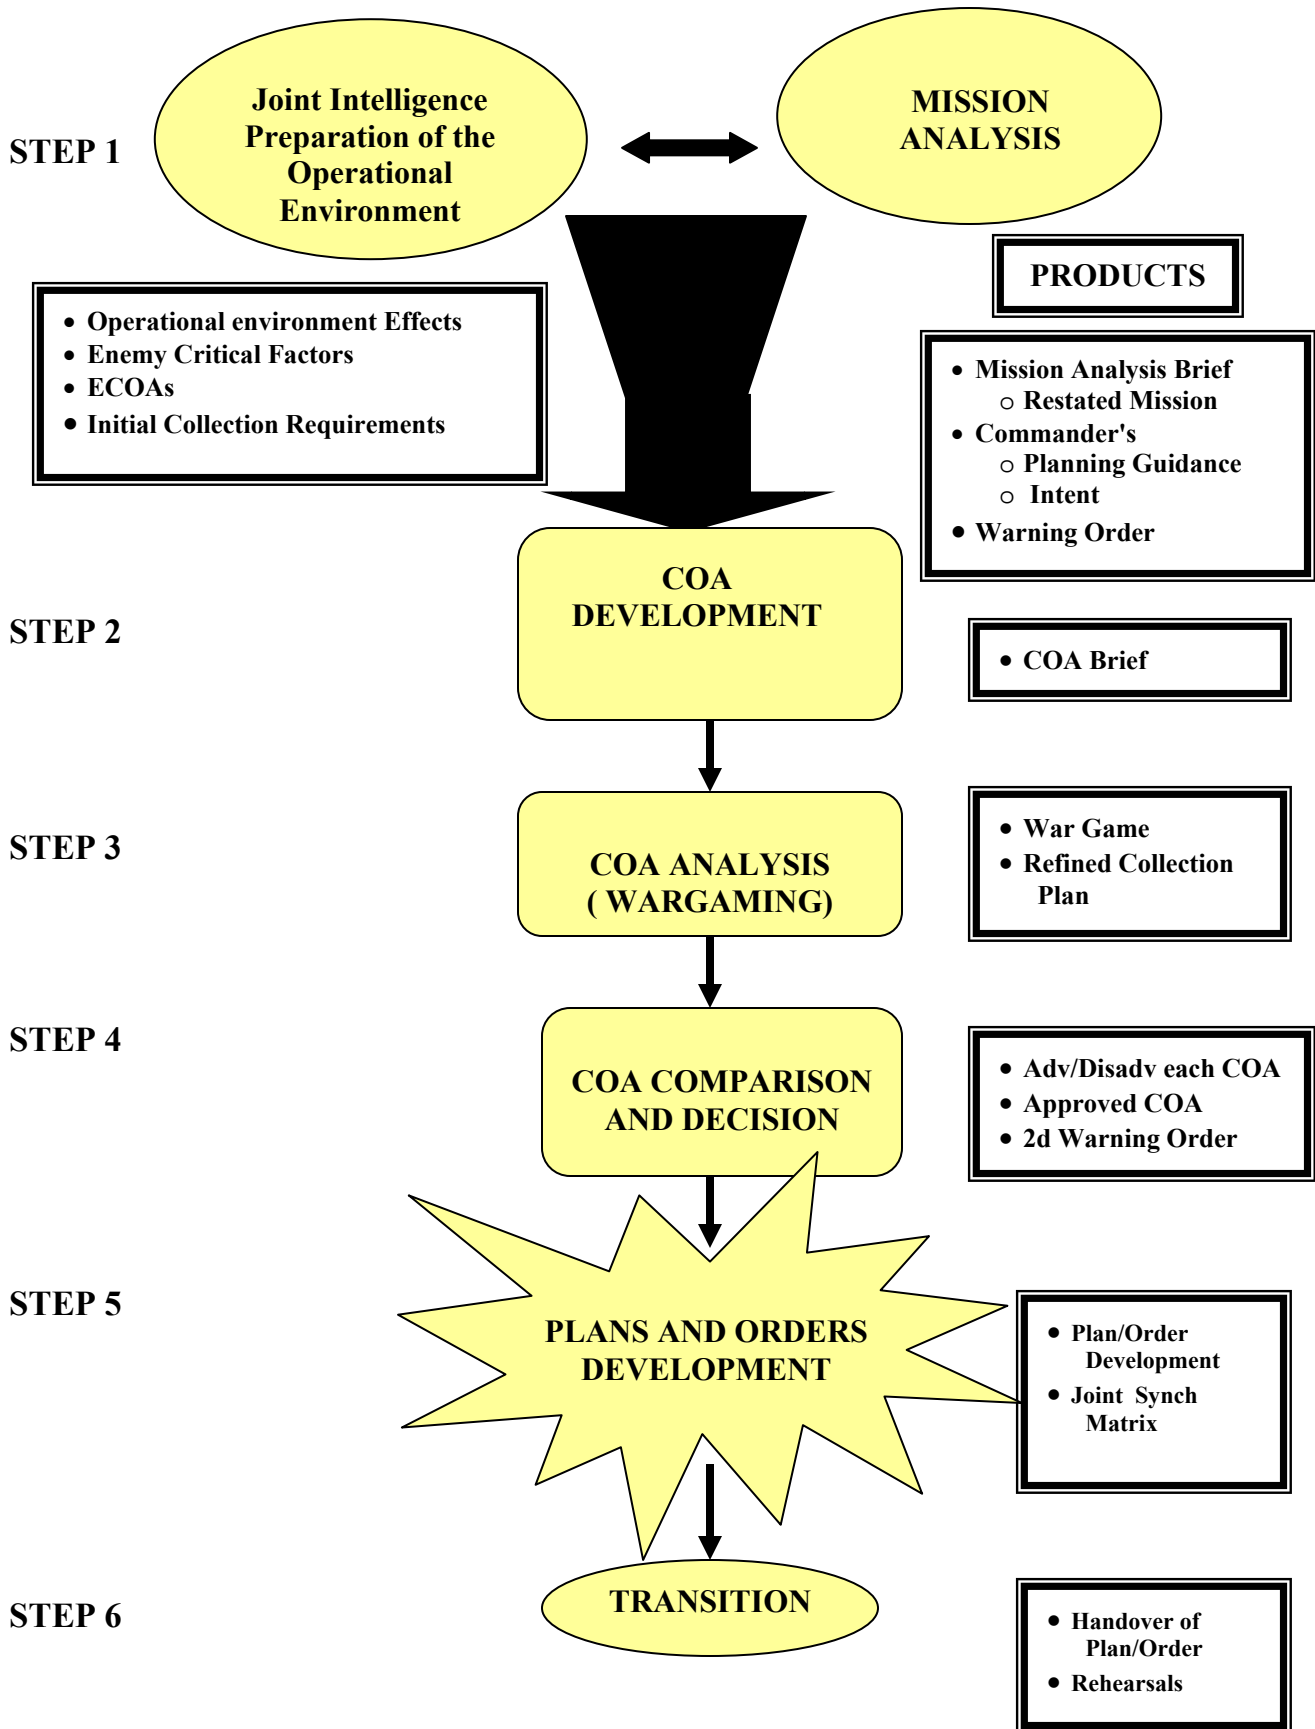 STEP 1
Joint Intelligence
Preparation of the
Operational
Environment
MISSION
ANALYSIS
PRODUCTS
• Operational environment Effects
• Enemy Critical Factors
• ECOAs
• Initial Collection Requirements
• Mission Analysis Brief
o Restated Mission
• Commander's
o Planning Guidance
o Intent
• Warning Order
STEP 2
COA
DEVELOPMENT
• COA Brief
STEP 3
COA ANALYSIS
( WARGAMING)
• War Game
• Refined Collection
Plan
STEP 4
COA COMPARISON
AND DECISION
• Adv/Disadv each COA
• Approved COA
• 2d Warning Order
STEP 5
PLANS AND ORDERS
DEVELOPMENT
• Plan/Order
Development
• Joint Synch
Matrix
STEP 6
TRANSITION
• Handover of
Plan/Order
• Rehearsals